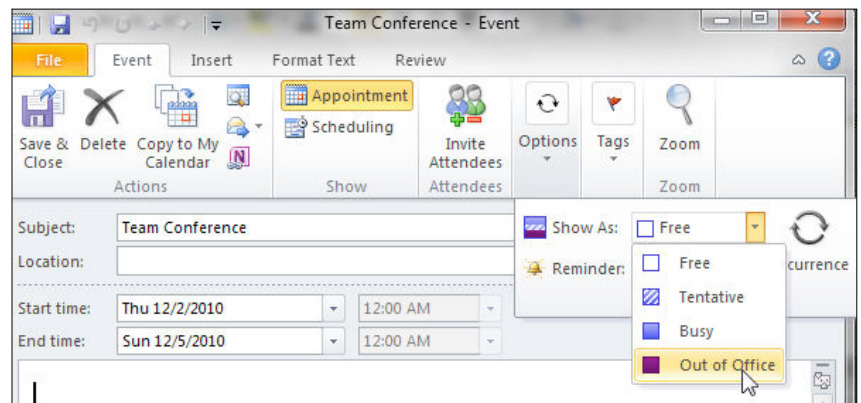 Team Conference - Event
File Event Insert Format Text Review
Save & Close
Delete
Copy to My Calendar
Actions
Appointment
Scheduling
Show
Invite Attendees
Attendees
Options
Tags
Zoom
Zoom
Subject: Team Conference
Location:
Start time: Thu 12/2/2010 12:00 AM
End time: Sun 12/5/2010 12:00 AM
Show As: Free
Reminder:
currence
Free
Tentative
Busy
Out of Office